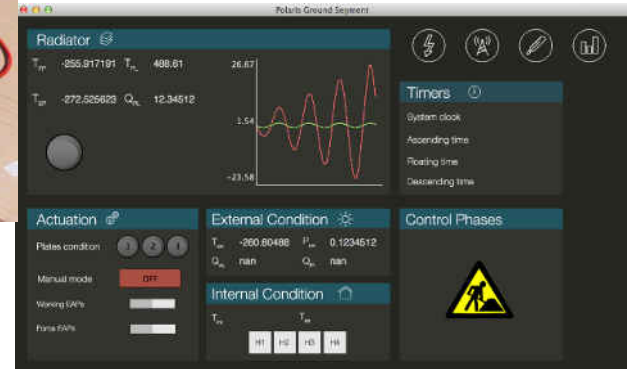 Polaris Ground Segment
Radiator
-255.917191 488.61
-272.525623 12.34512
26.67
1.54
-23.58
Timers
System clock
Ascending time
Floating time
Descending time
Actuation
Plates condition 1 2
Manual mode OFF
Working EAPs
Force EAPs
External Condition
-260.60488 0.1234512
nan nan
Internal Condition
H1 H2 H3 H4
Control Phases